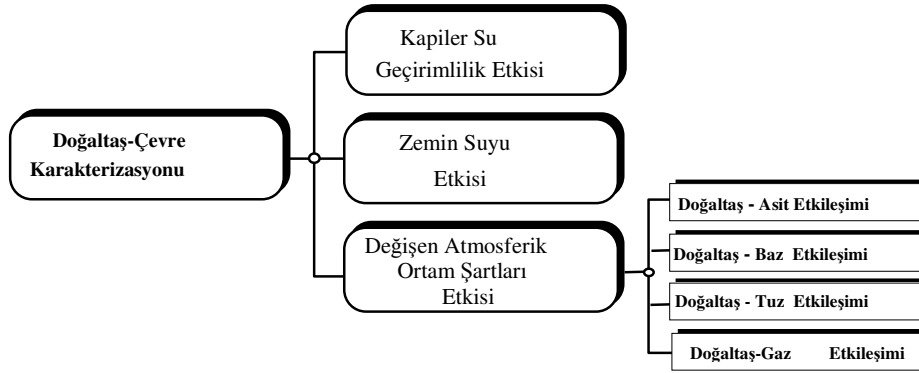 Doğaltaş-Çevre
Karakterizasyonu
Kapiler Su
Geçirimlilik Etkisi
Zemin Suyu
Etkisi
Değişen Atmosferik
Ortam Şartları
Etkisi
Doğaltaş - Asit Etkileşimi
Doğaltaş - Baz Etkileşimi
Doğaltaş - Tuz Etkileşimi
Doğaltaş-Gaz Etkileşimi